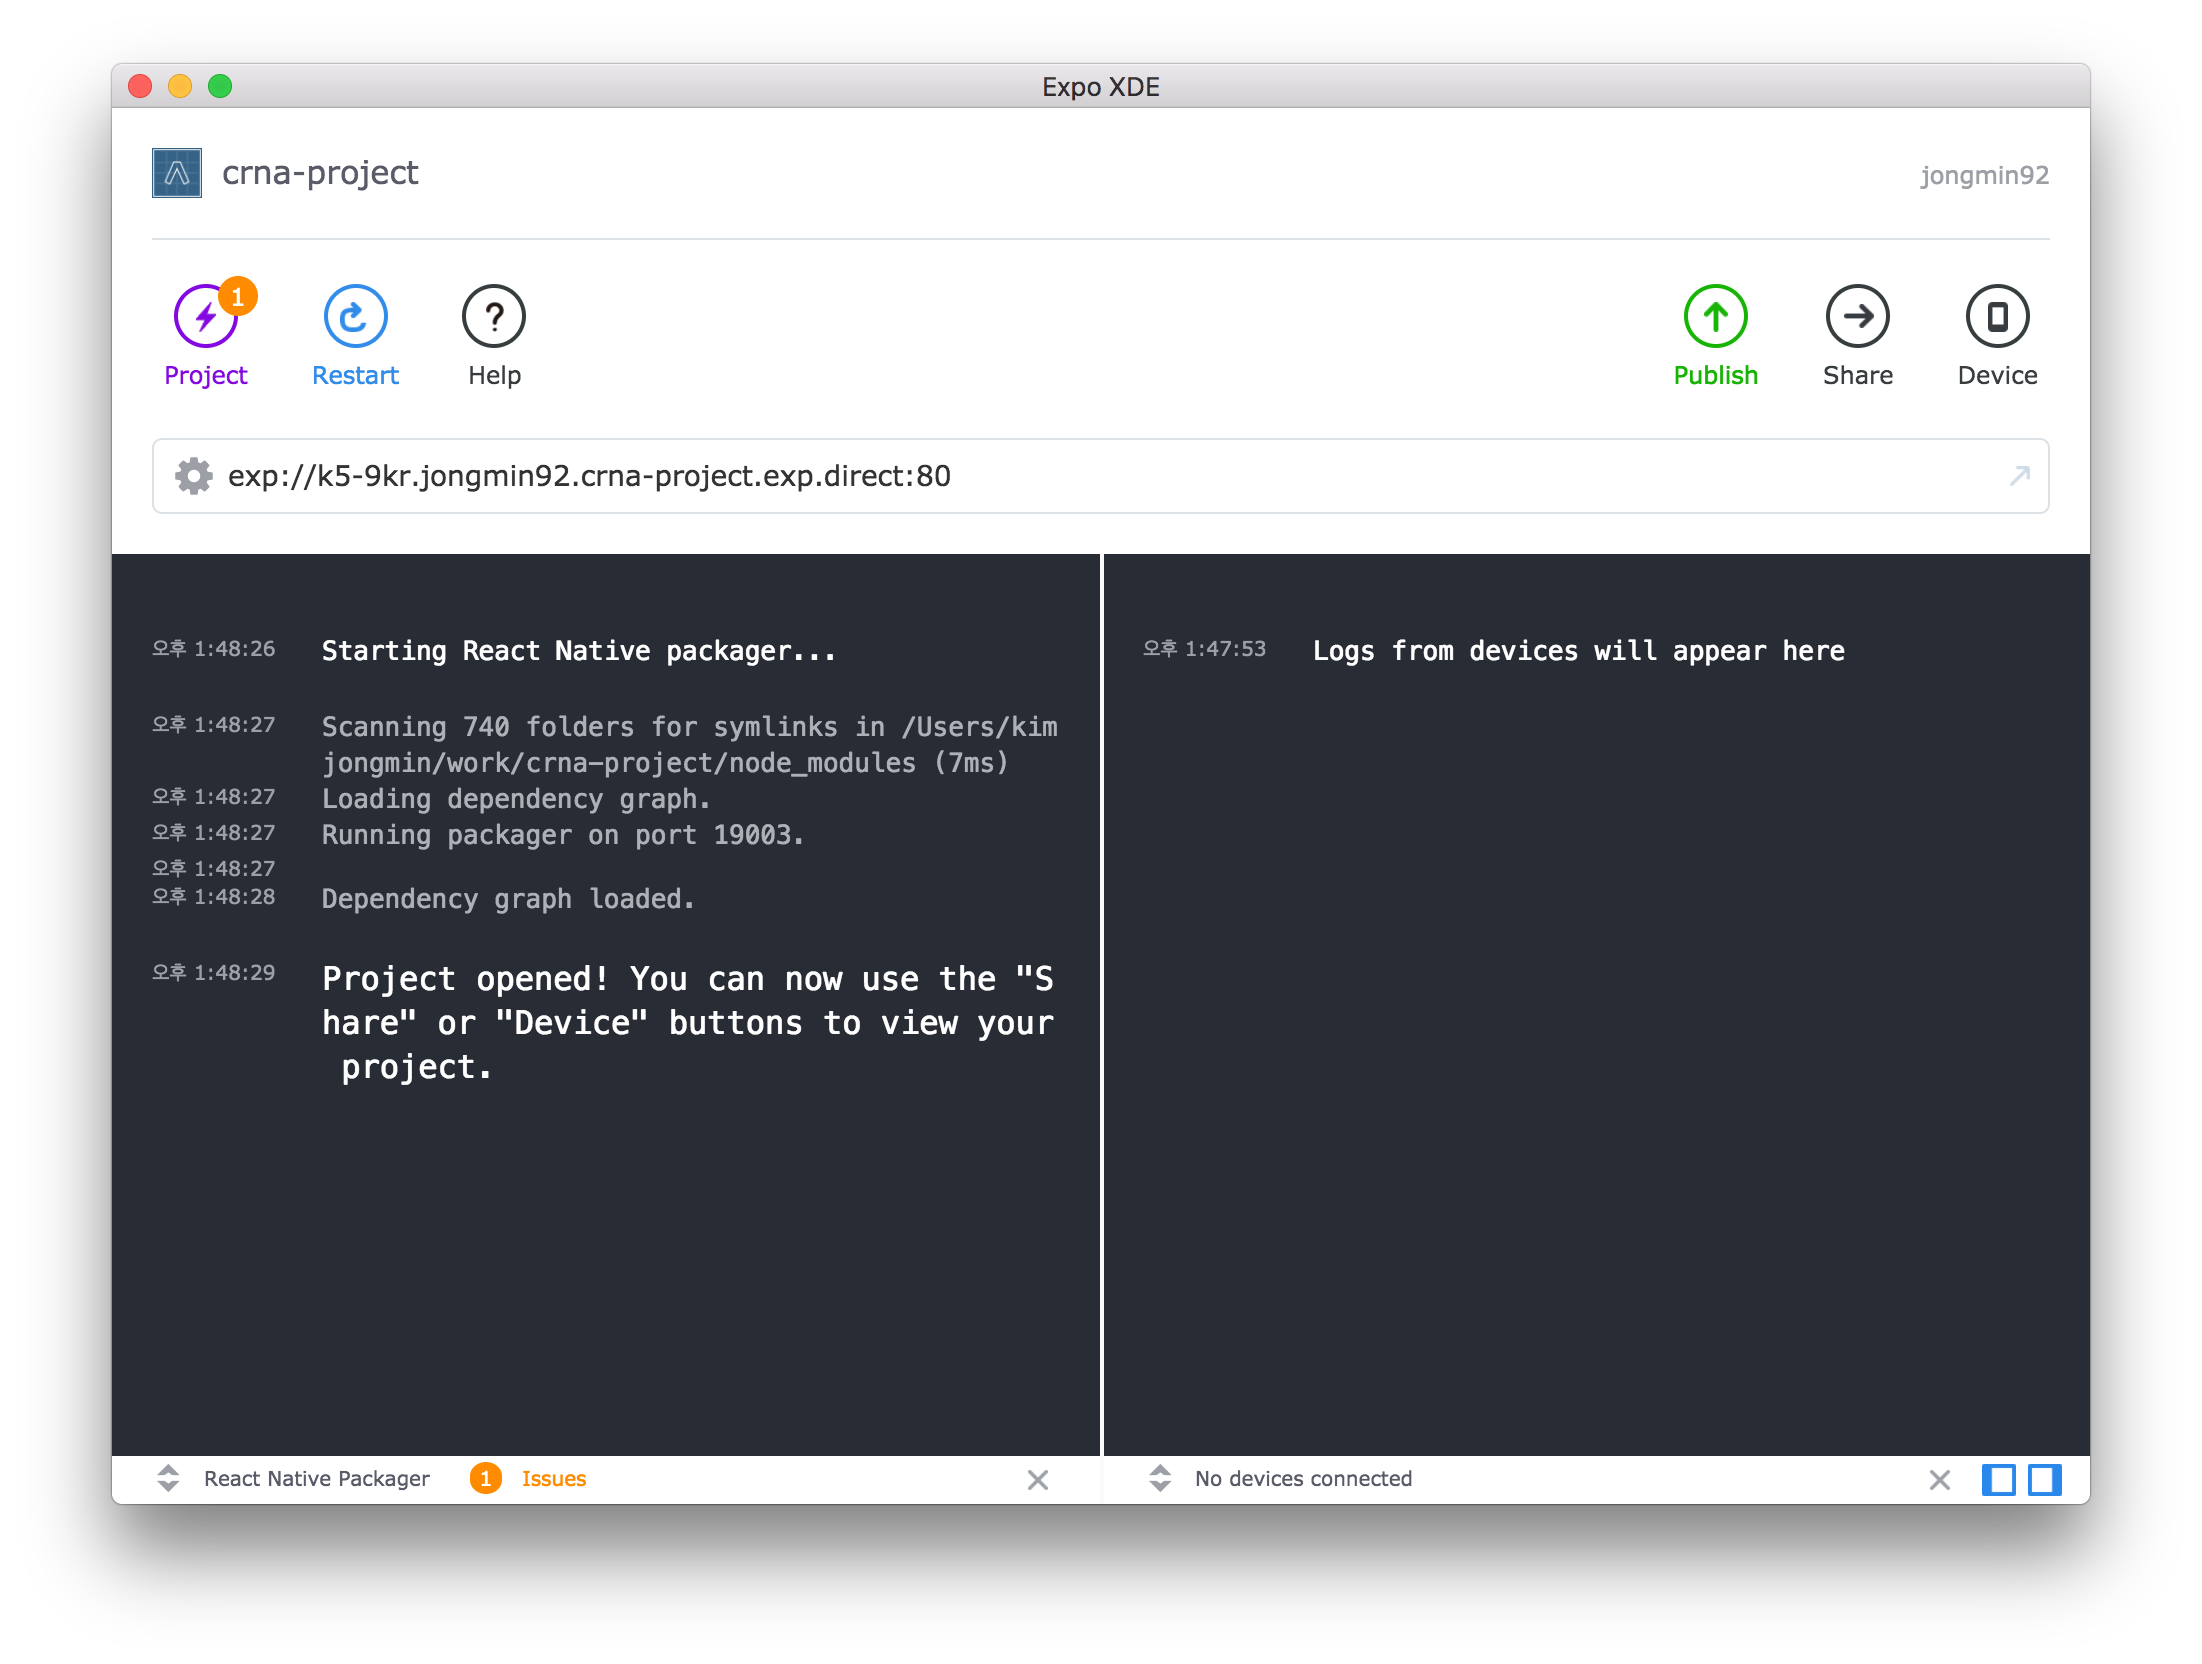 Expo XDE
crna-project
jongmin92
1
Project
Restart
?
Help
Publish
Share
Device
exp://k5-9kr.jongmin92.crna-project.exp.direct:80
오후 1:48:26 Starting React Native packager...
오후 1:48:27 Scanning 740 folders for symlinks in /Users/kim
jongmin/work/crna-project/node_modules (7ms)
오후 1:48:27 Loading dependency graph.
오후 1:48:27 Running packager on port 19003.
오후 1:48:27
오후 1:48:28 Dependency graph loaded.
오후 1:48:29 Project opened! You can now use the "S
hare" or "Device" buttons to view your
project.
오후 1:47:53 Logs from devices will appear here
React Native Packager
1 Issues
No devices connected